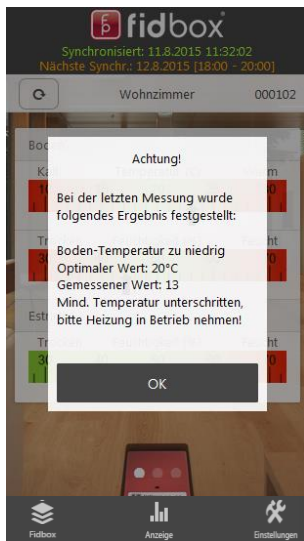 fidbox
Synchronisiert: 11.8.2015 11:32:02
Nächste Synchr.: 12.8.2015 [18:00 - 20:00]
Wohnzimmer 000102
Achtung!
Bei der letzten Messung wurde
folgendes Ergebnis festgestellt:
Boden-Temperatur zu niedrig
Optimaler Wert: 20°C
Gemessener Wert: 13
Mind. Temperatur unterschritten,
bitte Heizung in Betrieb nehmen!
OK
Fidbox Anzeige Einstellungen